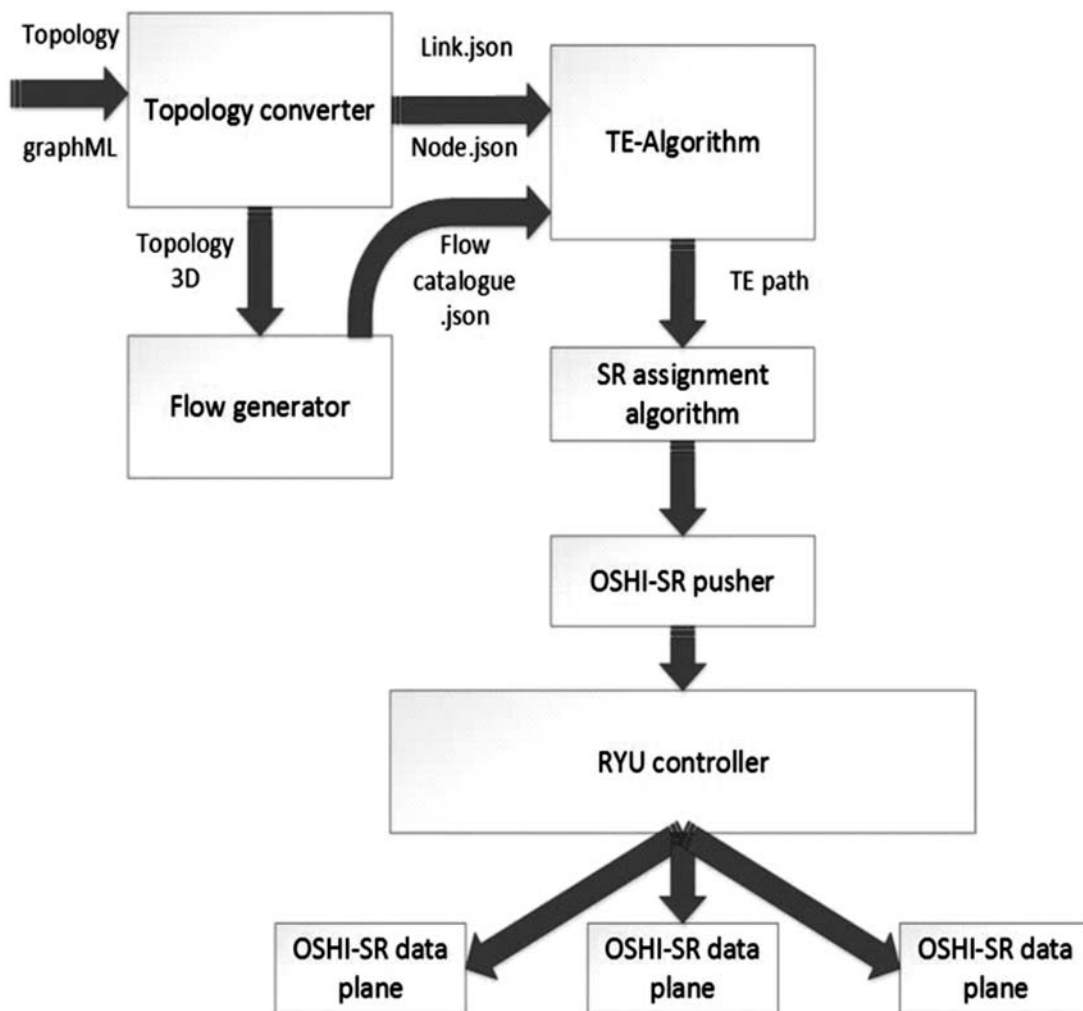 Topology
graphML
Topology converter
Link.json
Node.json
TE-Algorithm
Topology
3D
Flow
catalogue
.json
TE path
Flow generator
SR assignment
algorithm
OSHI-SR pusher
RYU controller
OSHI-SR data
plane
OSHI-SR data
plane
OSHI-SR data
plane